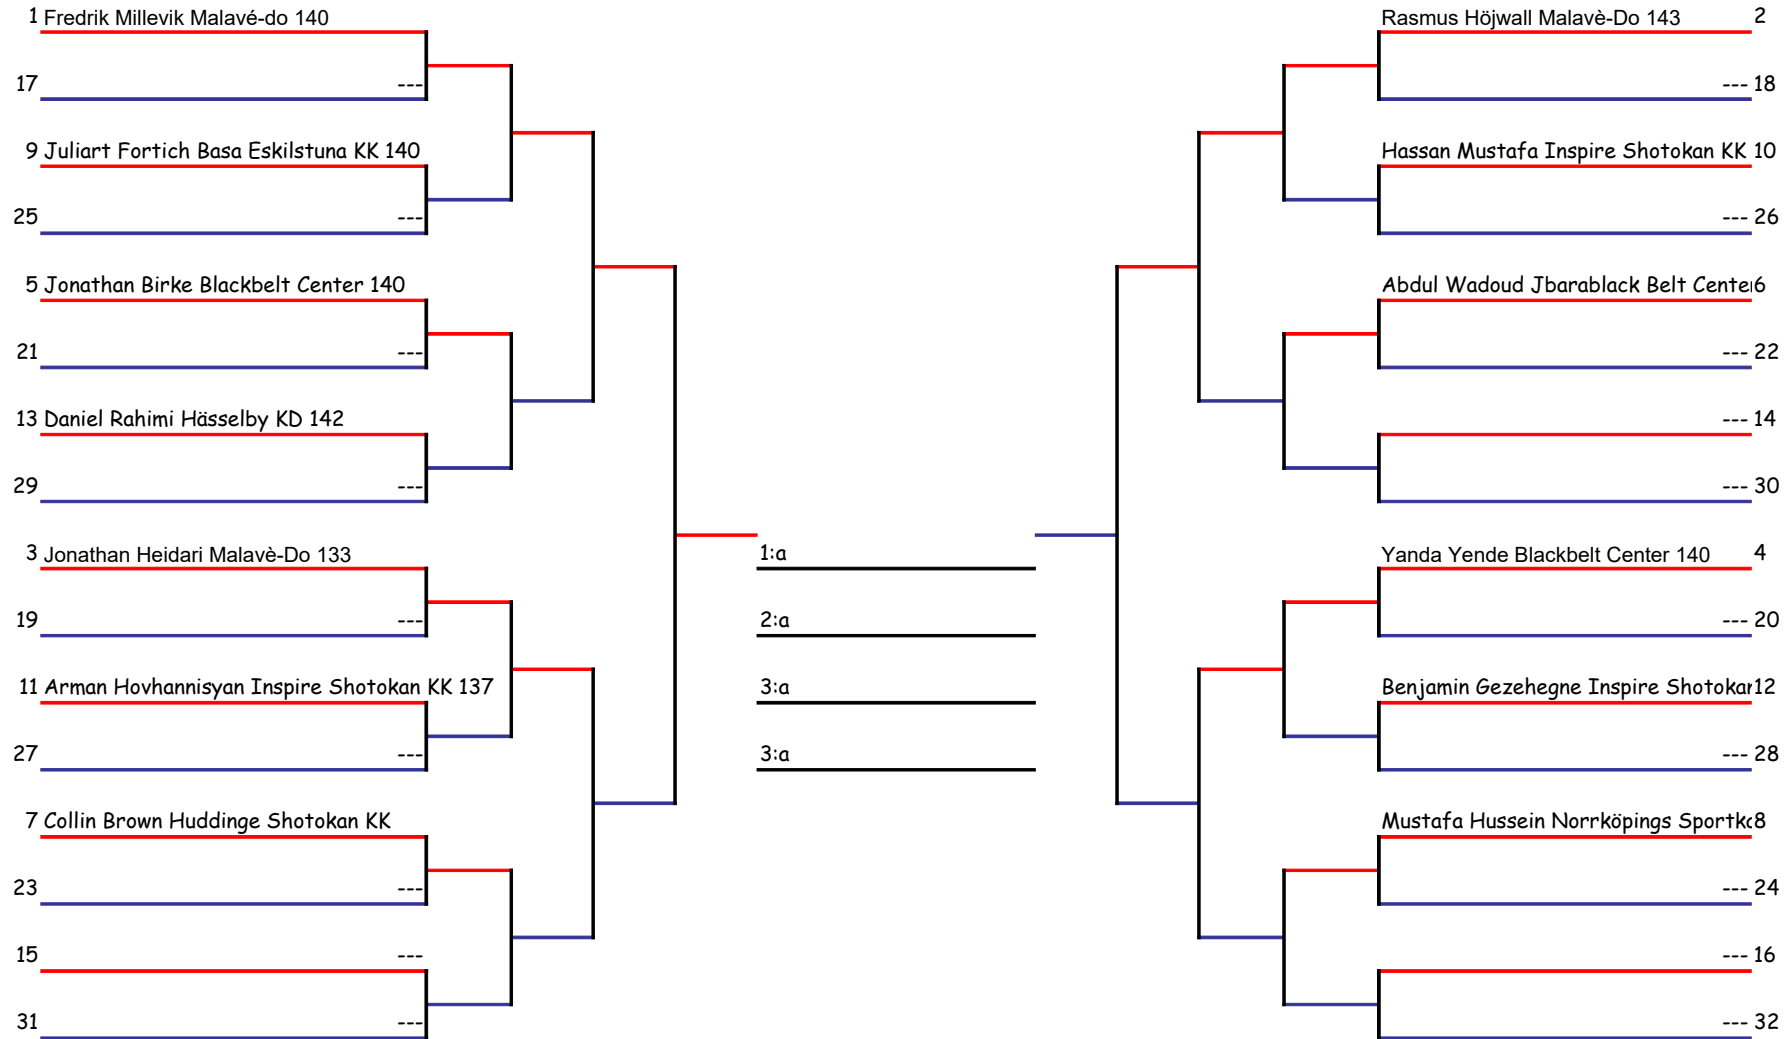 1 Fredrik Millevik Malavé-do 140
17 ---
9 Juliart Fortich Basa Eskilstuna KK 140
25 ---
5 Jonathan Birke Blackbelt Center 140
21 ---
13 Daniel Rahimi Hässelby KD 142
29 ---
3 Jonathan Heidari Malavè-Do 133
19 ---
11 Arman Hovhannisyan Inspire Shotokan KK 137
27 ---
7 Collin Brown Huddinge Shotokan KK
23 ---
15 ---
31 ---
1:a
2:a
3:a
3:a
Rasmus Höjwall Malavè-Do 143 2
--- 18
Hassan Mustafa Inspire Shotokan KK 10
--- 26
Abdul Wadoud Jbarablack Belt Cente 6
--- 22
--- 14
--- 30
Yanda Yende Blackbelt Center 140 4
--- 20
Benjamin Gezehegne Inspire Shotokan 12
--- 28
Mustafa Hussein Norrköpings Sportk 8
--- 24
--- 16
--- 32